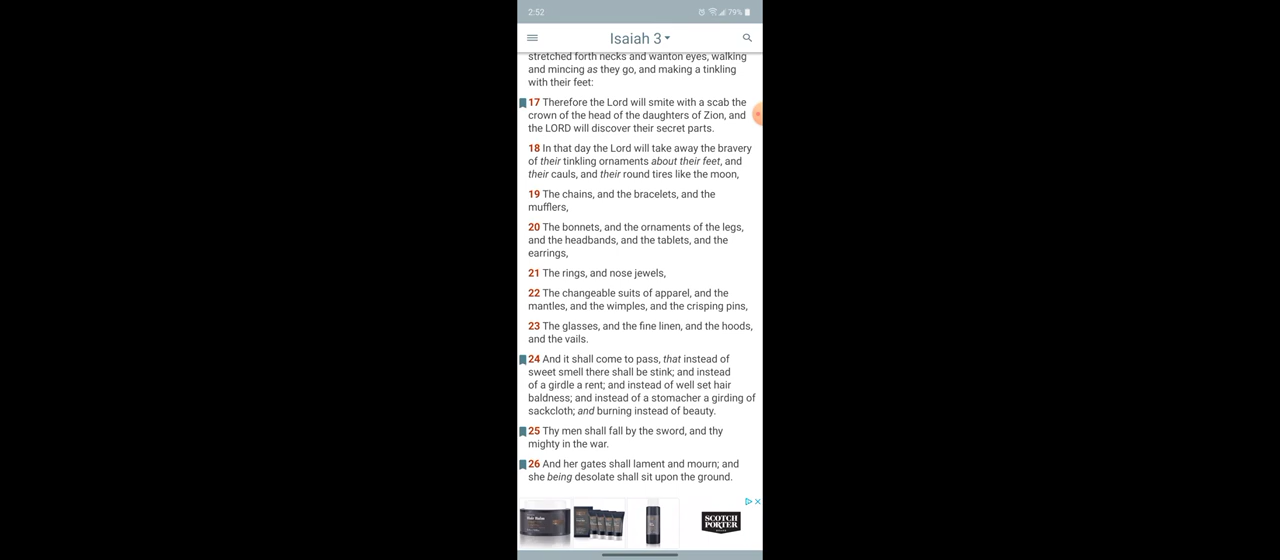 2:52 79%
Isaiah 3
stretched forth necks and wanton eyes, walking
and mincing as they go, and making a tinkling
with their feet:
17 Therefore the Lord will smite with a scab the
crown of the head of the daughters of Zion, and
the LORD will discover their secret parts.
18 In that day the Lord will take away the bravery
of their tinkling ornaments about their feet, and
their cauls, and their round tires like the moon,
19 The chains, and the bracelets, and the
mufflers,
20 The bonnets, and the ornaments of the legs,
and the headbands, and the tablets, and the
earrings,
21 The rings, and nose jewels,
22 The changeable suits of apparel, and the
mantles, and the wimples, and the crisping pins,
23 The glasses, and the fine linen, and the hoods,
and the vails.
24 And it shall come to pass, that instead of
sweet smell there shall be stink; and instead
of a girdle a rent; and instead of well set hair
baldness; and instead of a stomacher a girding of
sackcloth; and burning instead of beauty.
25 Thy men shall fall by the sword, and thy
mighty in the war.
26 And her gates shall lament and mourn; and
she being desolate shall sit upon the ground.
SCOTCH
PORTER